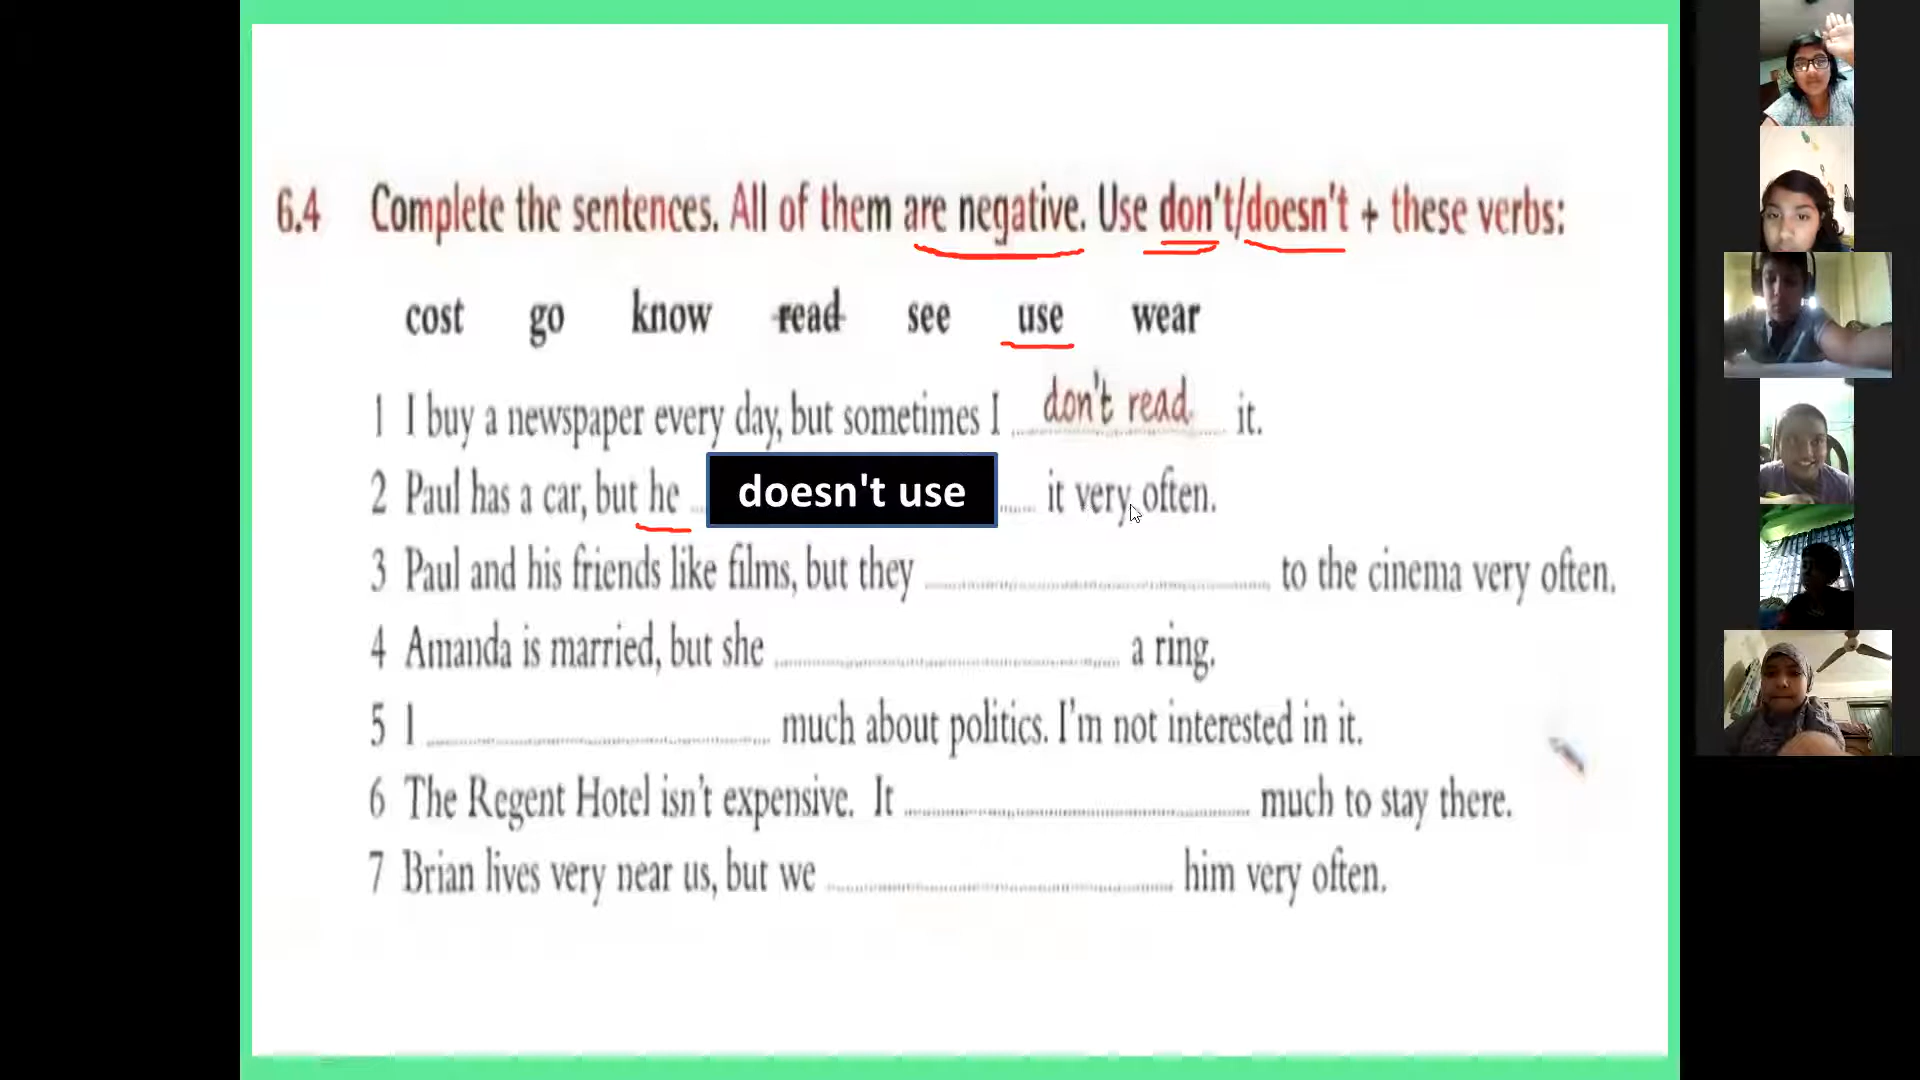 6.4 Complete the sentences. All of them are negative. Use don't/doesn't + these verbs:
cost go know read see use wear
1 I buy a newspaper every day, but sometimes I don't read it.
2 Paul has a car, but he doesn't use it very often.
3 Paul and his friends like films, but they to the cinema very often.
4 Amanda is married, but she a ring.
5 I much about politics. I'm not interested in it.
6 The Regent Hotel isn't expensive. It much to stay there.
7 Brian lives very near us, but we him very often.